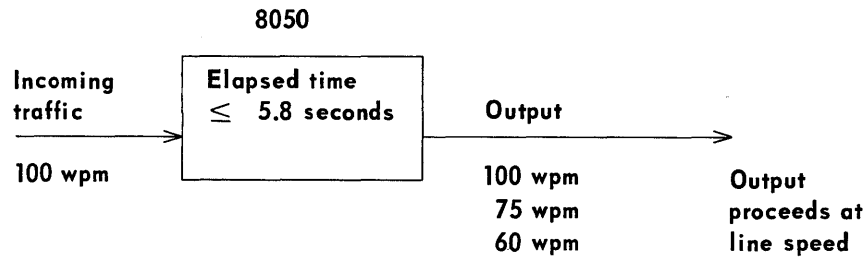 8050
Incoming
traffic
100 wpm
Elapsed time
≤ 5.8 seconds
Output
100 wpm
75 wpm
60 wpm
Output
proceeds at
line speed